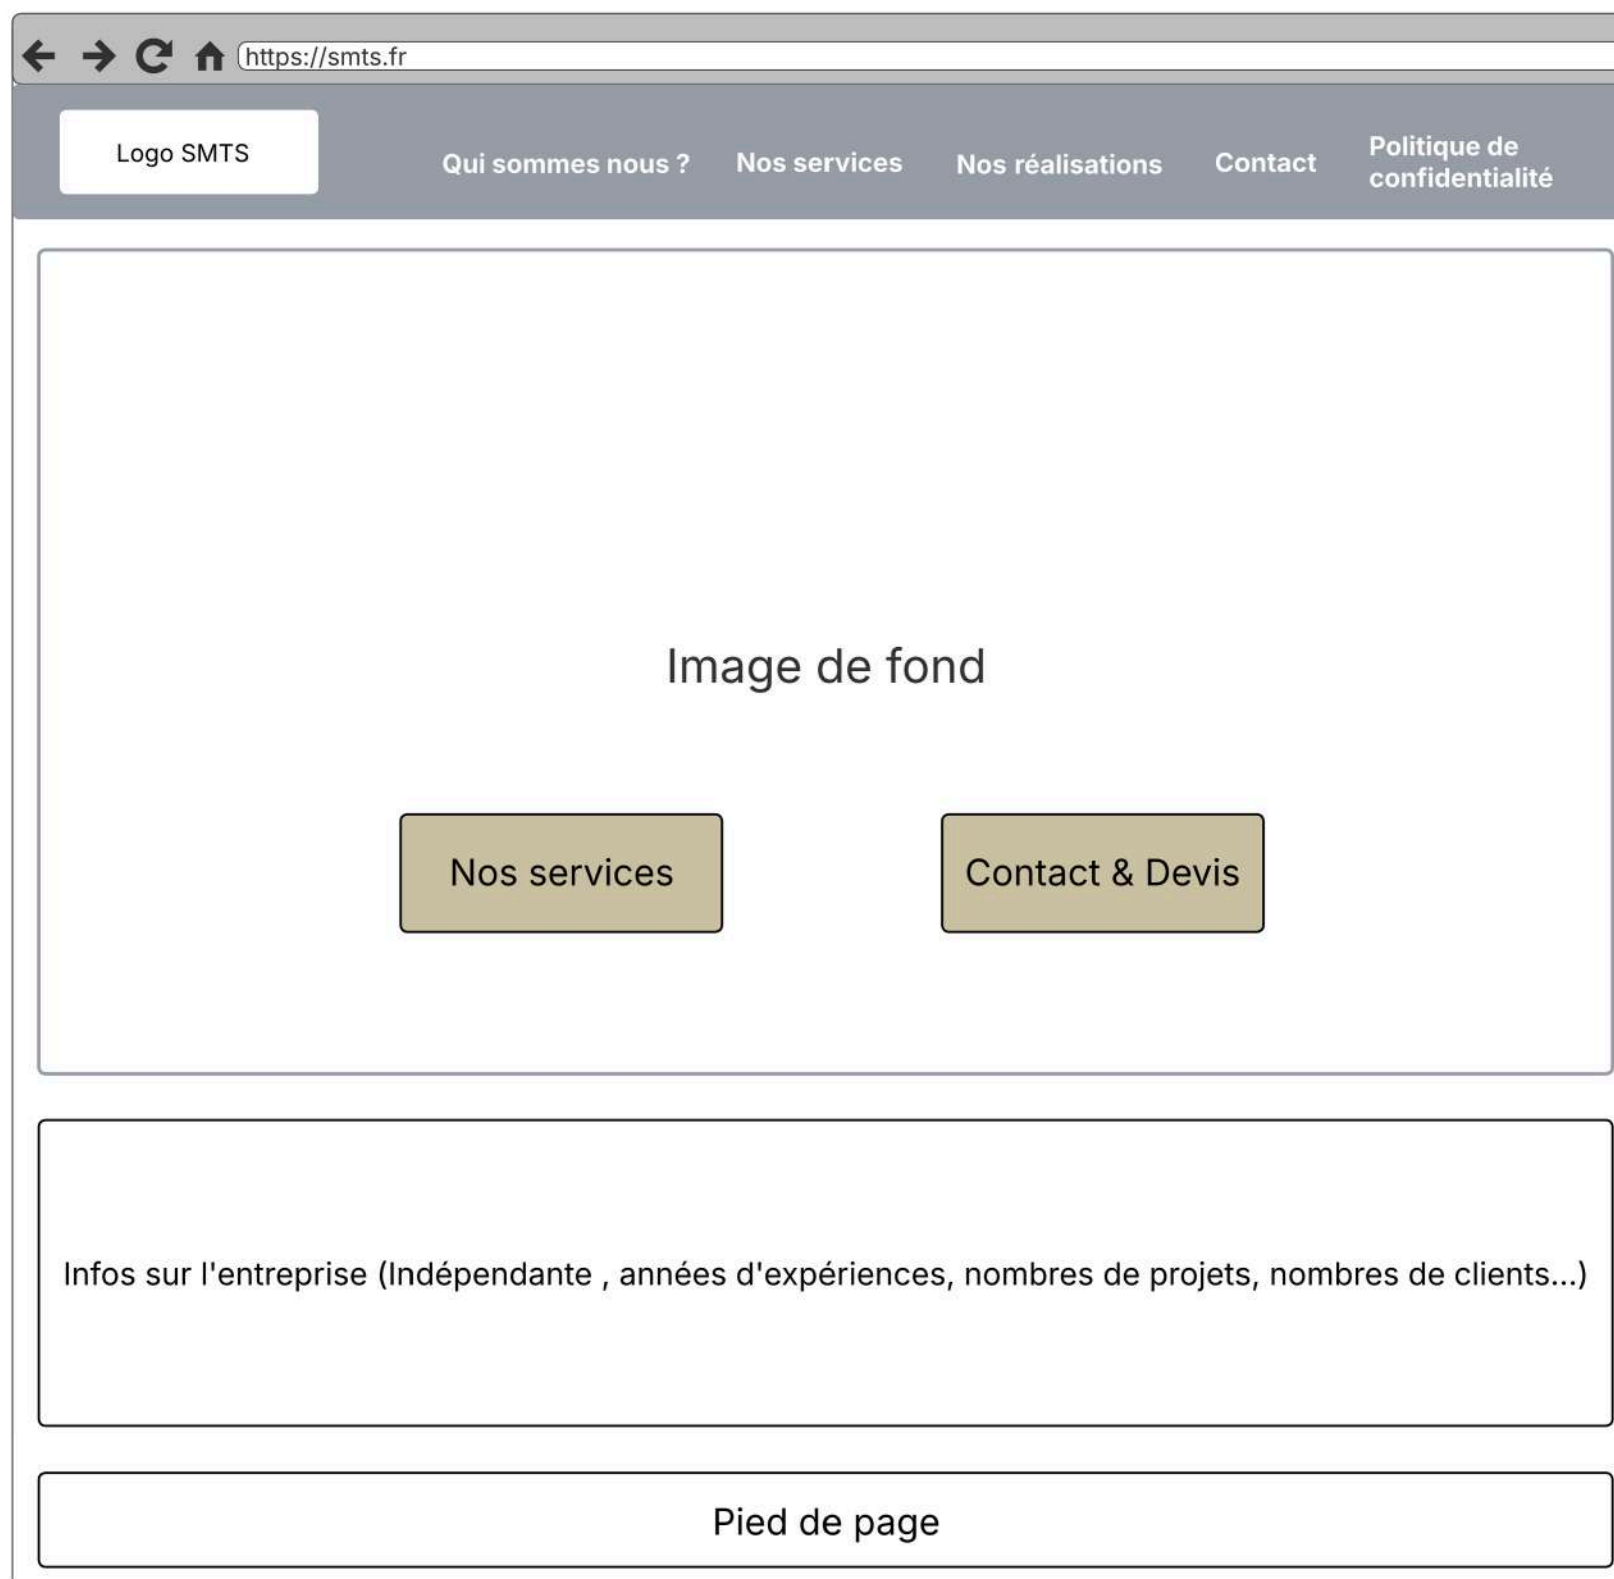 https://smts.fr
Logo SMTS
Qui sommes nous ?
Nos services
Nos réalisations
Contact
Politique de
confidentialité
Image de fond
Nos services
Contact & Devis
Infos sur l'entreprise (Indépendante , années d'expériences, nombres de projets, nombres de clients...)
Pied de page